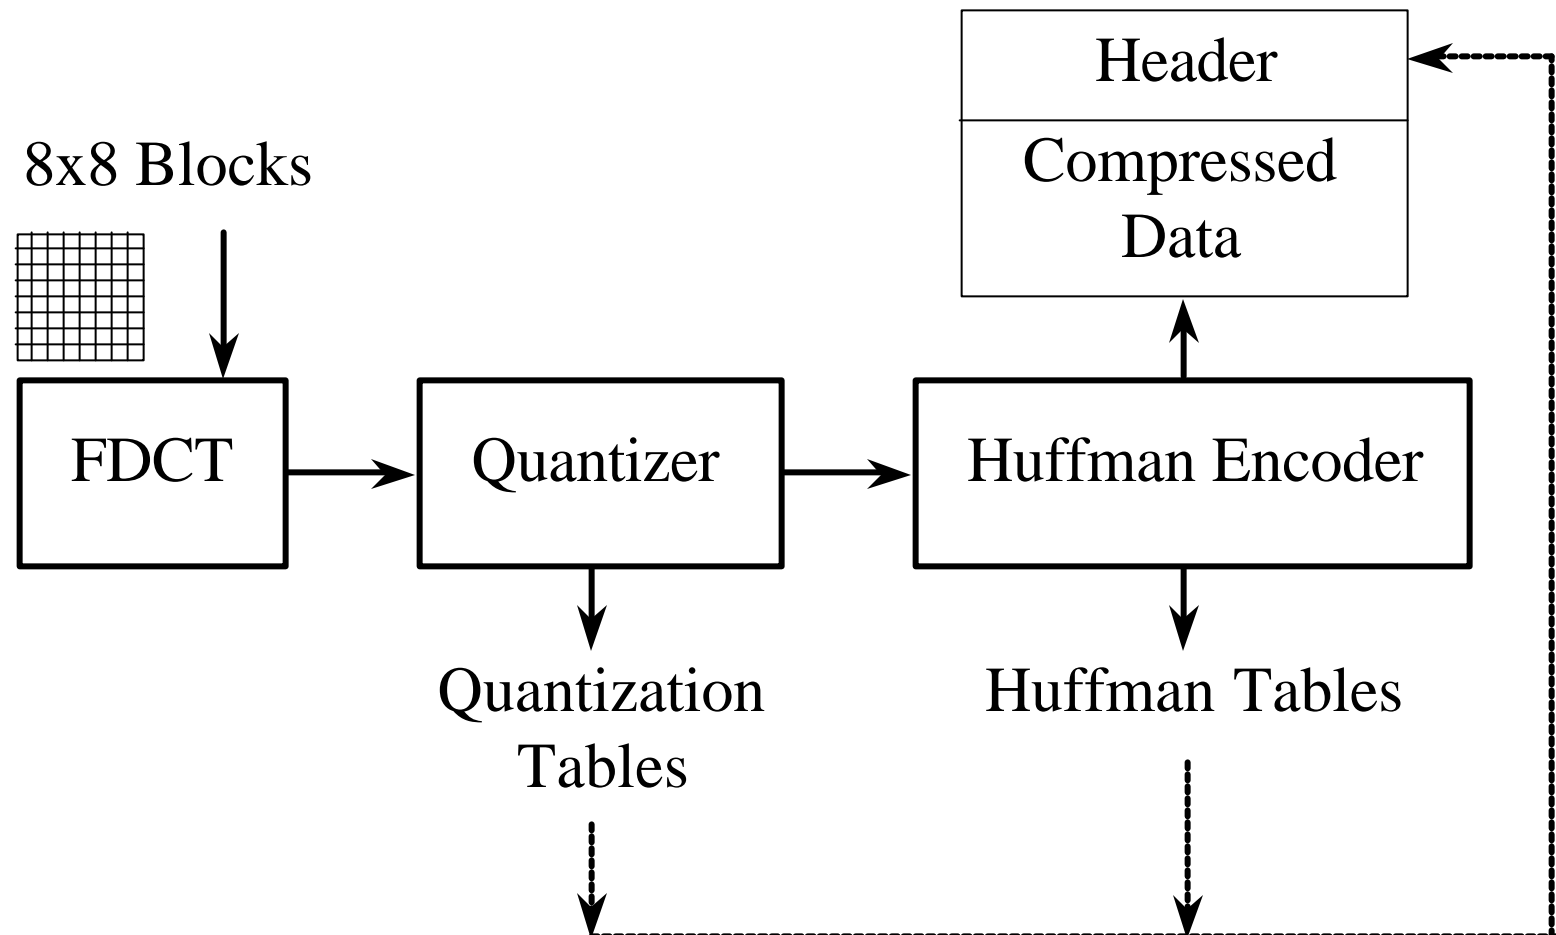 Header
Compressed
Data
8x8 Blocks
FDCT
Quantizer
Huffman Encoder
Quantization
Tables
Huffman Tables